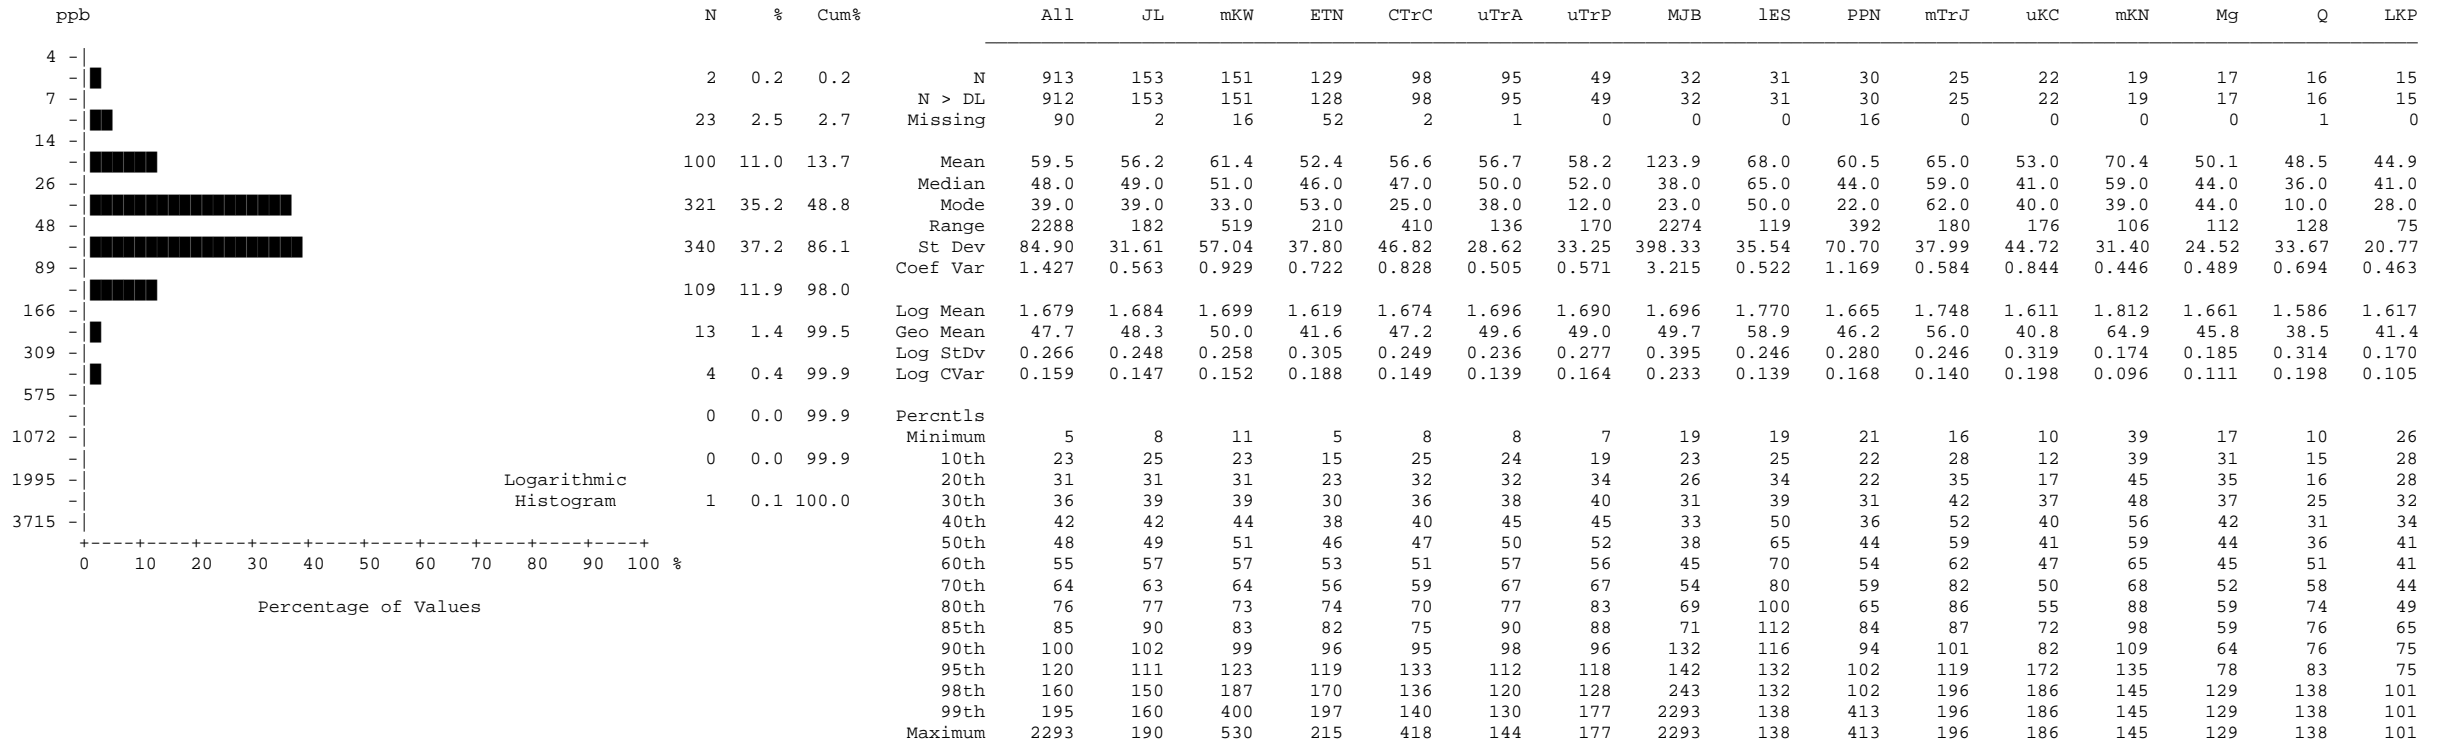 ppb N % Cum% All JL mKW ETN CTrC uTrA uTrP MJB lES PPN mTrJ uKC mKN Mg Q LKP
4 -|
-| 2 0.2 0.2 N 913 153 151 129 98 95 49 32 31 30 25 22 19 17 16 15
7 -| N > DL 912 153 151 128 98 95 49 32 31 30 25 22 19 17 16 15
-| 23 2.5 2.7 Missing 90 2 16 52 2 1 0 0 0 16 0 0 0 0 1 0
14 -|
-| 100 11.0 13.7 Mean 59.5 56.2 61.4 52.4 56.6 56.7 58.2 123.9 68.0 60.5 65.0 53.0 70.4 50.1 48.5 44.9
26 -| Median 48.0 49.0 51.0 46.0 47.0 50.0 52.0 38.0 65.0 44.0 59.0 41.0 59.0 44.0 36.0 41.0
-| 321 35.2 48.8 Mode 39.0 39.0 33.0 53.0 25.0 38.0 12.0 23.0 50.0 22.0 62.0 40.0 39.0 44.0 10.0 28.0
48 -| Range 2288 182 519 210 410 136 170 2274 119 392 180 176 106 112 128 75
-| 340 37.2 86.1 St Dev 84.90 31.61 57.04 37.80 46.82 28.62 33.25 398.33 35.54 70.70 37.99 44.72 31.40 24.52 33.67 20.77
89 -| Coef Var 1.427 0.563 0.929 0.722 0.828 0.505 0.571 3.215 0.522 1.169 0.584 0.844 0.446 0.489 0.694 0.463
-| 109 11.9 98.0
166 -| Log Mean 1.679 1.684 1.699 1.619 1.674 1.696 1.690 1.696 1.770 1.665 1.748 1.611 1.812 1.661 1.586 1.617
-| 13 1.4 99.5 Geo Mean 47.7 48.3 50.0 41.6 47.2 49.6 49.0 49.7 58.9 46.2 56.0 40.8 64.9 45.8 38.5 41.4
309 -| Log StDv 0.266 0.248 0.258 0.305 0.249 0.236 0.277 0.395 0.246 0.280 0.246 0.319 0.174 0.185 0.314 0.170
-| 4 0.4 99.9 Log CVar 0.159 0.147 0.152 0.188 0.149 0.139 0.164 0.233 0.139 0.168 0.140 0.198 0.096 0.111 0.198 0.105
575 -|
-| 0 0.0 99.9 Percntls
1072 -| Minimum 5 8 11 5 8 8 7 19 19 21 16 10 39 17 10 26
-| 0 0.0 99.9 10th 23 25 23 15 25 24 19 23 25 22 28 12 39 31 15 28
1995 -| Logarithmic 20th 31 31 31 23 32 32 34 26 34 22 35 17 45 35 16 28
-| Histogram 1 0.1 100.0 30th 36 39 39 30 36 38 40 31 39 31 42 37 48 37 25 32
3715 -| 40th 42 42 44 38 40 45 45 33 50 36 52 40 56 42 31 34
+----+----+----+----+----+----+----+----+----+----+ 50th 48 49 51 46 47 50 52 38 65 44 59 41 59 44 36 41
0 10 20 30 40 50 60 70 80 90 100 % 60th 55 57 57 53 51 57 56 45 70 54 62 47 65 45 51 41
70th 64 63 64 56 59 67 67 54 80 59 82 50 68 52 58 44
Percentage of Values 80th 76 77 73 74 70 77 83 69 100 65 86 55 88 59 74 49
85th 85 90 83 82 75 90 88 71 112 84 87 72 98 59 76 65
90th 100 102 99 96 95 98 96 132 116 94 101 82 109 64 76 75
95th 120 111 123 119 133 112 118 142 132 102 119 172 135 78 83 75
98th 160 150 187 170 136 120 128 243 132 102 196 186 145 129 138 101
99th 195 160 400 197 140 130 177 2293 138 413 196 186 145 129 138 101
Maximum 2293 190 530 215 418 144 177 2293 138 413 196 186 145 129 138 101